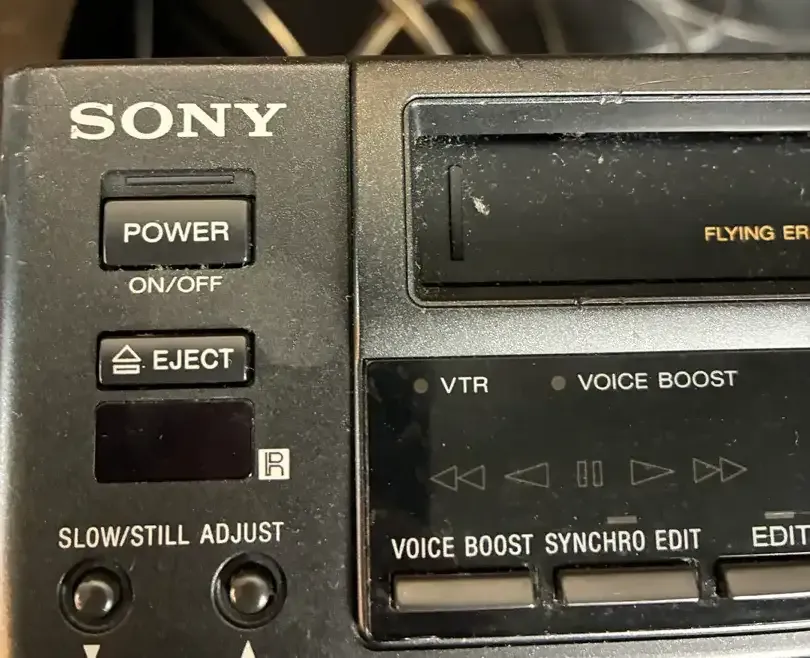 SONY
POWER
ON/OFF
EJECT
R
SLOW/STILL ADJUST
FLYING ER
VTR
VOICE BOOST
VOICE BOOST
SYNCHRO EDIT
EDIT